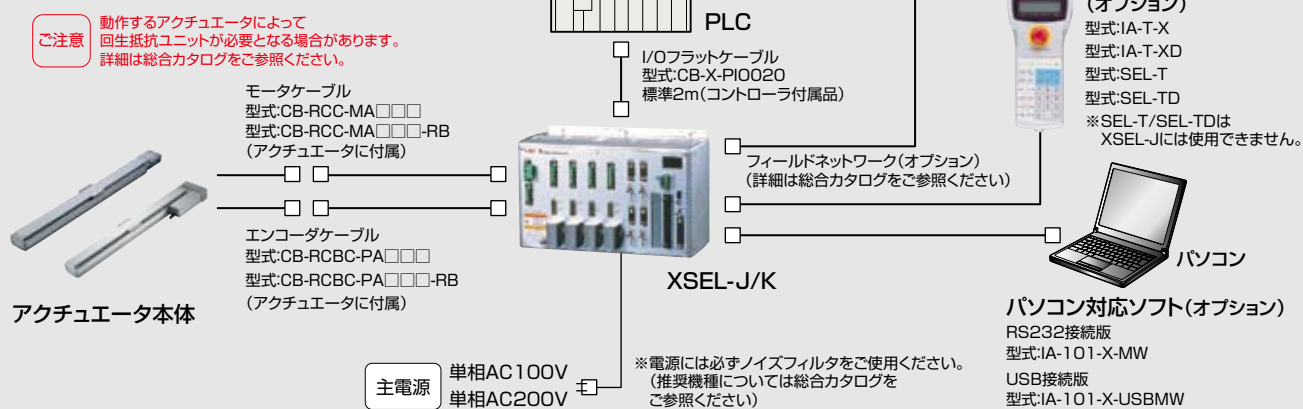 ご注意
動作するアクチュエータによって
回生抵抗ユニットが必要となる場合があります。
詳細は総合カタログをご参照ください。
PLC
I/Oフラットケーブル
型式:CB-X-PIO020
標準2m(コントローラ付属品)
(オプション)
型式:IA-T-X
型式:IA-T-XD
型式:SEL-T
型式:SEL-TD
※SEL-T/SEL-TDは
XSEL-Jには使用できません。
モータケーブル
型式:CB-RCC-MA□□□
型式:CB-RCC-MA□□□-RB
(アクチュエータに付属)
フィールドネットワーク(オプション)
(詳細は総合カタログをご参照ください)
エンコーダケーブル
型式:CB-RCBC-PA□□□
型式:CB-RCBC-PA□□□-RB
(アクチュエータに付属)
アクチュエータ本体
XSEL-J/K
パソコン
パソコン対応ソフト(オプション)
RS232接続版
型式:IA-101-X-MW
USB接続版
型式:IA-101-X-USBMW
主電源
単相AC100V
単相AC200V
※電源には必ずノイズフィルタをご使用ください。
(推奨機種については総合カタログを
ご参照ください)